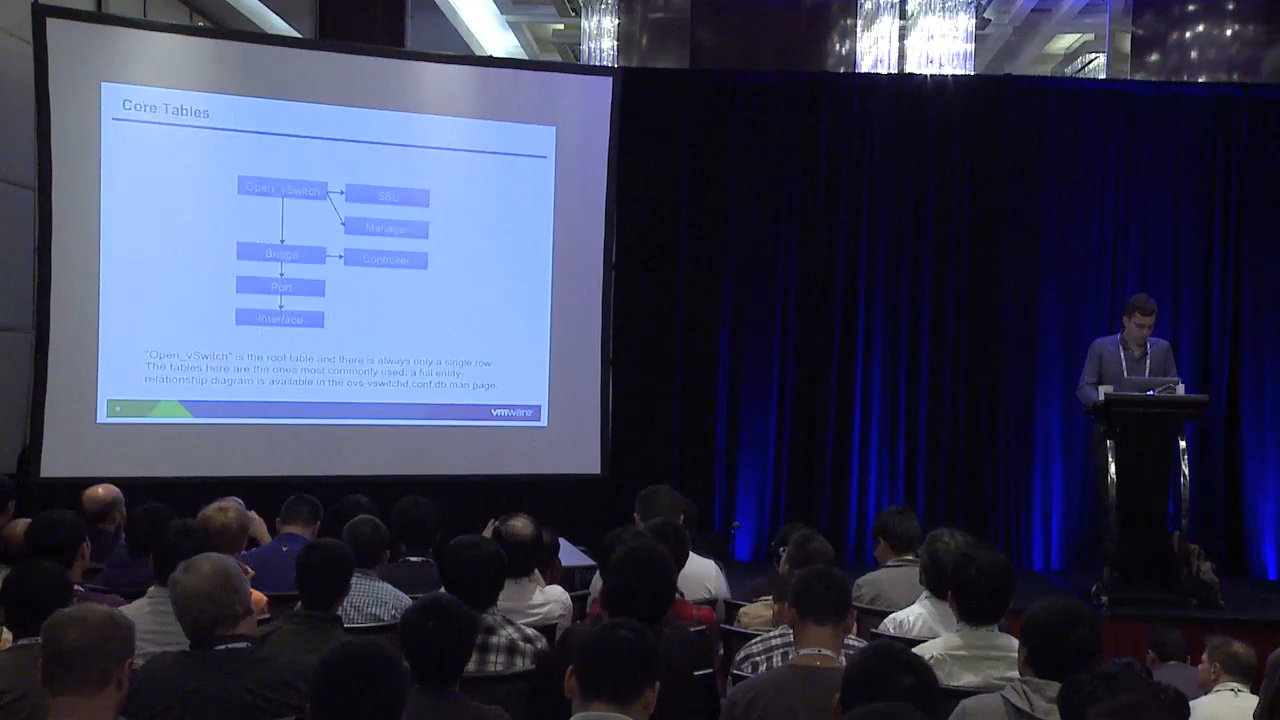 Core Tables
Open_vSwitch
SSL
Manager
Bridge
Controller
Port
Interface
"Open_vSwitch" is the root table and there is always only a single row.
The tables here are the ones most commonly used; a full entity-
relationship diagram is available in the ovs-vswitchd.conf.db man page.
vmware